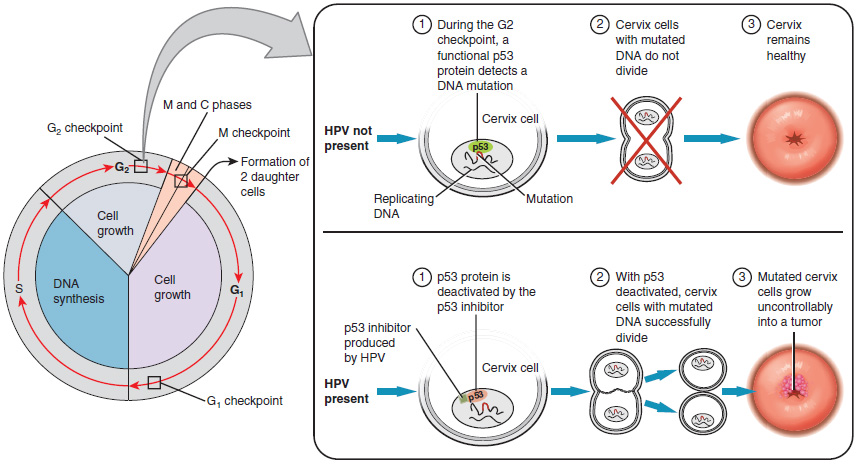 M and C phases
G2 checkpoint
M checkpoint
G2
Formation of
2 daughter
cells
Cell
growth
DNA
synthesis
Cell
growth
S
G1
G1 checkpoint
1 During the G2
checkpoint, a
functional p53
protein detects a
DNA mutation
2 Cervix cells
with mutated
DNA do not
divide
3 Cervix
remains
healthy
HPV not
present
Cervix cell
p53
Replicating
DNA
Mutation
1 p53 protein is
deactivated by the
p53 inhibitor
2 With p53
deactivated, cervix
cells with mutated
DNA successfully
divide
3 Mutated cervix
cells grow
uncontrollably
into a tumor
p53 inhibitor
produced
by HPV
Cervix cell
HPV
present
p53